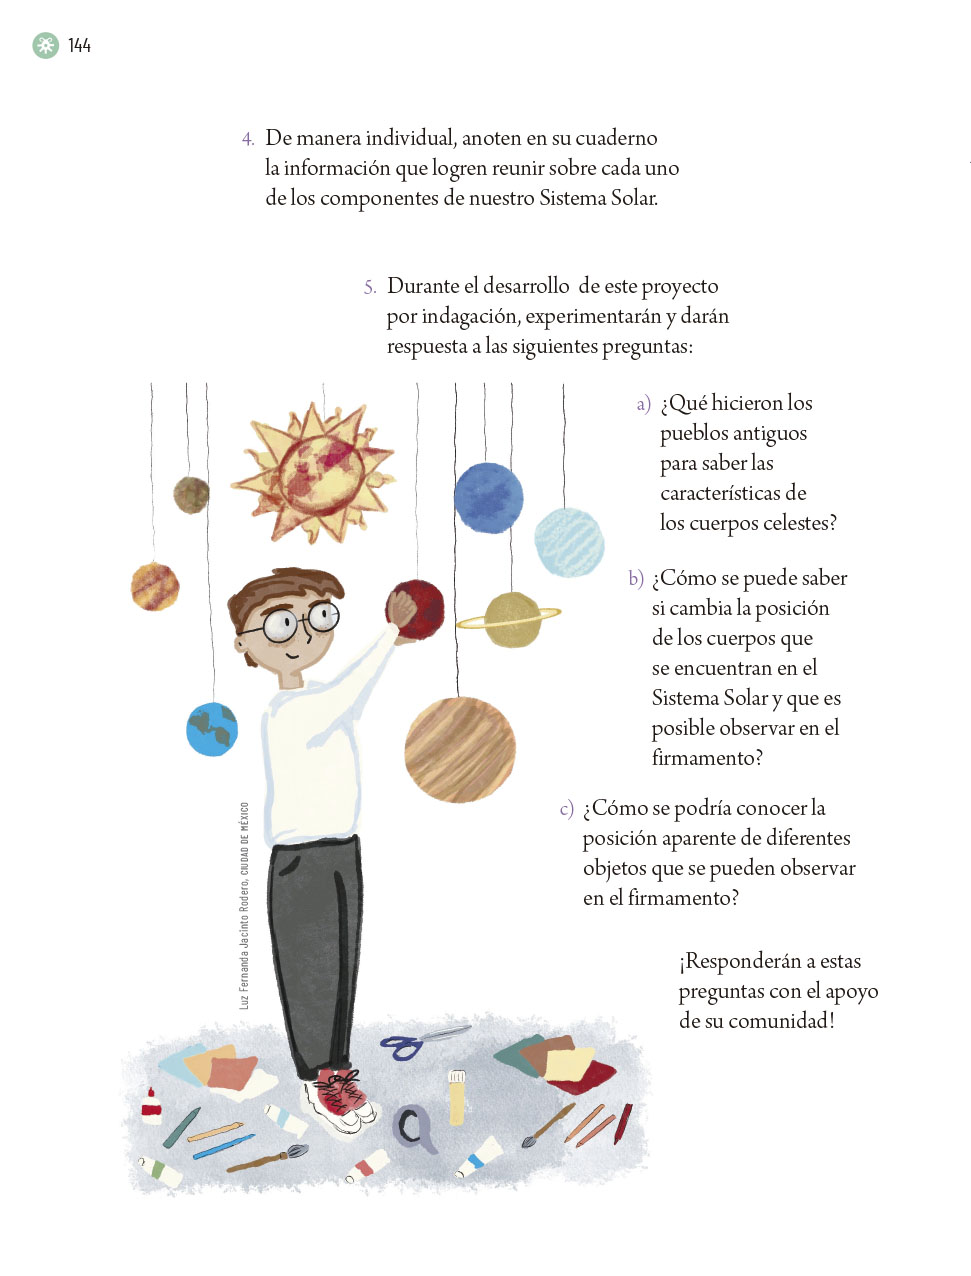 144
4. De manera individual, anoten en su cuaderno
la información que logren reunir sobre cada uno
de los componentes de nuestro Sistema Solar.
5. Durante el desarrollo de este proyecto
por indagación, experimentarán y darán
respuesta a las siguientes preguntas:
a) ¿Qué hicieron los
pueblos antiguos
para saber las
características de
los cuerpos celestes?
b) ¿Cómo se puede saber
si cambia la posición
de los cuerpos que
se encuentran en el
Sistema Solar y que es
posible observar en el
firmamento?
c) ¿Cómo se podría conocer la
posición aparente de diferentes
objetos que se pueden observar
en el firmamento?
¡Responderán a estas
preguntas con el apoyo
de su comunidad!
Luz Fernanda Jacinto Rodero, CIUDAD DE MÉXICO